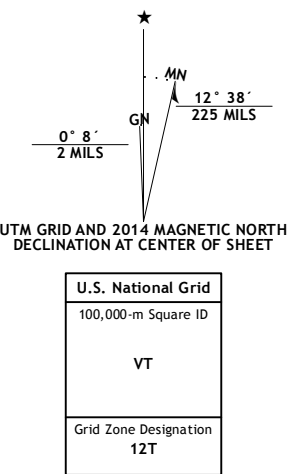 ★
MN
12° 38´
225 MILS
GN
0° 8´
2 MILS
UTM GRID AND 2014 MAGNETIC NORTH
DECLINATION AT CENTER OF SHEET
U.S. National Grid
100,000-m Square ID
VT
Grid Zone Designation
12T